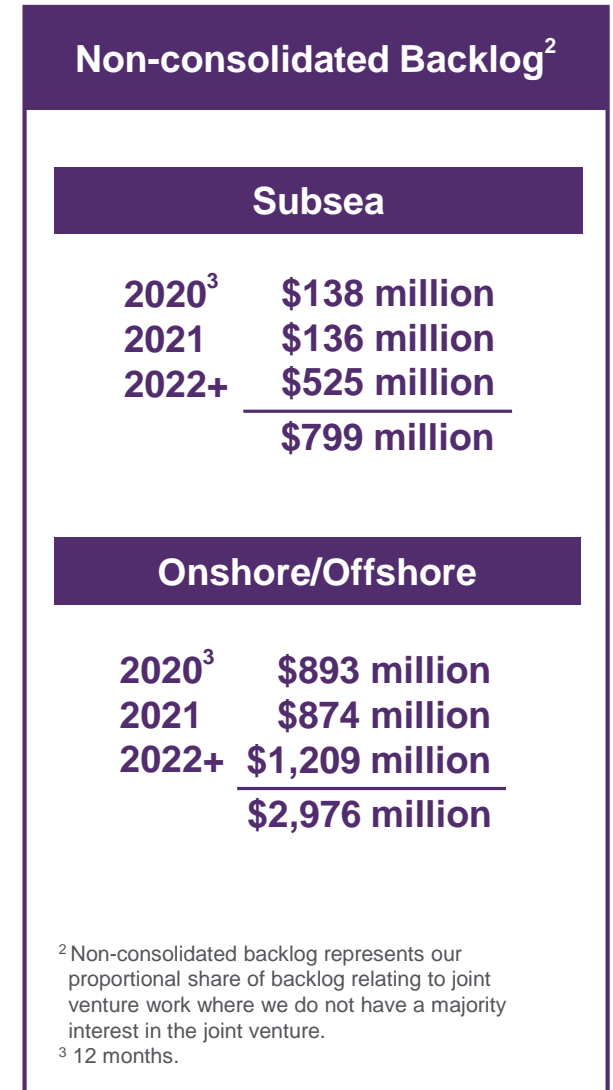 Non-consolidated Backlog²
Subsea
2020³ $138 million
2021 $136 million
2022+ $525 million
$799 million
Onshore/Offshore
2020³ $893 million
2021 $874 million
2022+ $1,209 million
$2,976 million
² Non-consolidated backlog represents our
proportional share of backlog relating to joint
venture work where we do not have a majority
interest in the joint venture.
³ 12 months.